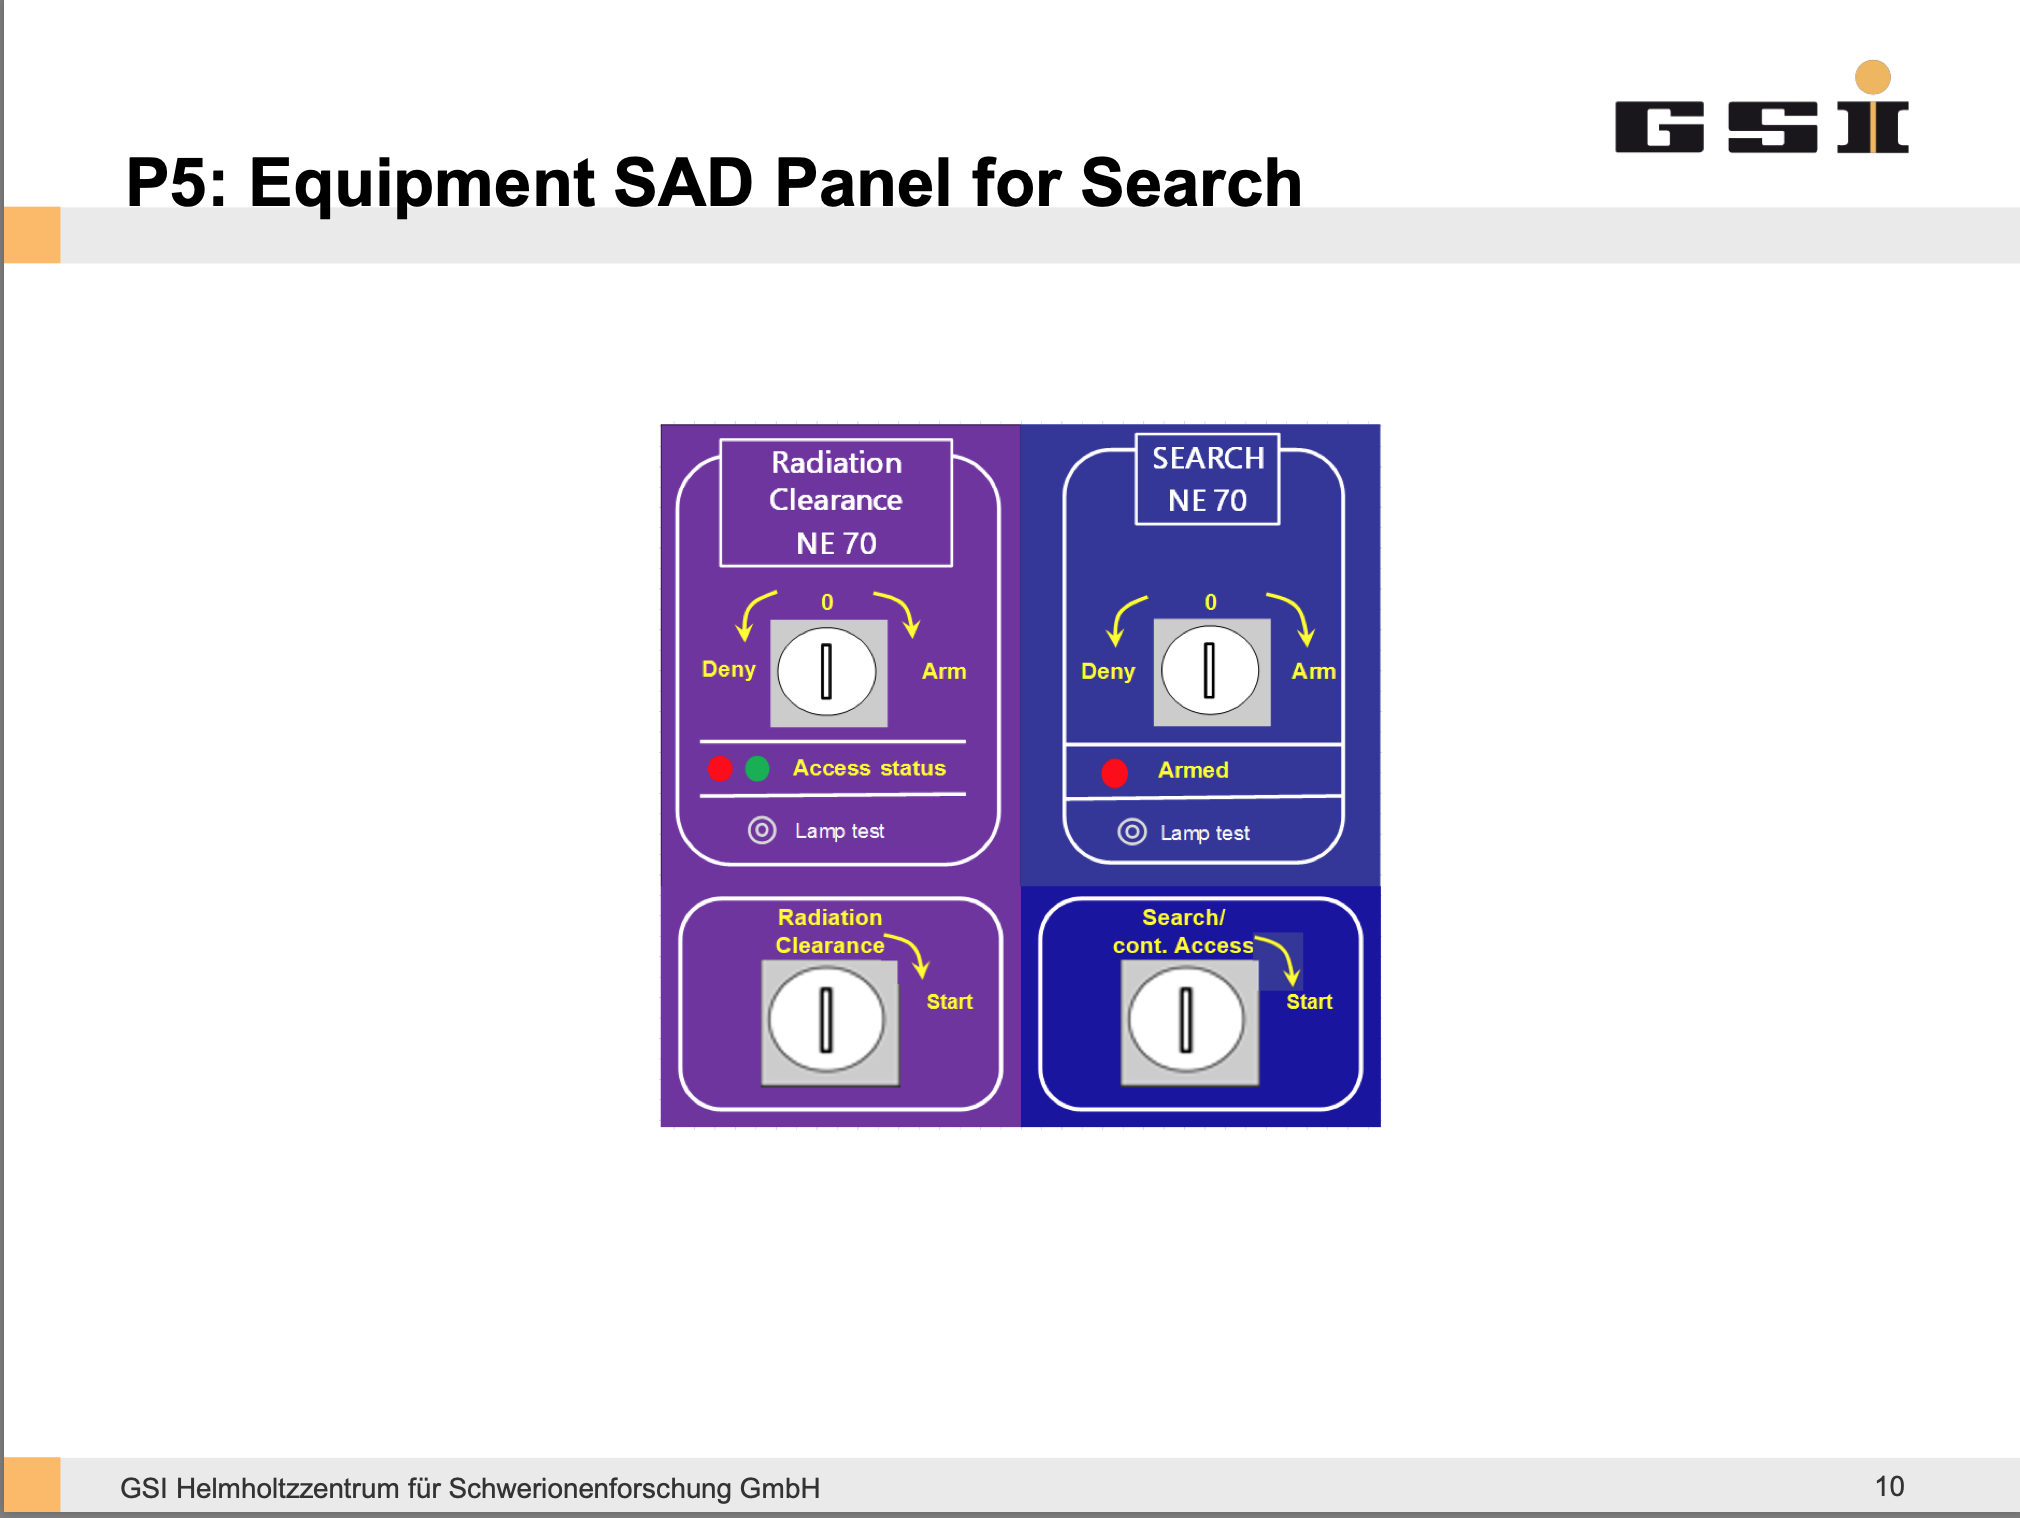 GSI
P5: Equipment SAD Panel for Search
Radiation
Clearance
NE 70
0
Deny
Arm
Access status
Lamp test
SEARCH
NE 70
0
Deny
Arm
Armed
Lamp test
Radiation
Clearance
Start
Search/
cont. Access
Start
GSI Helmholtzzentrum für Schwerionenforschung GmbH
10